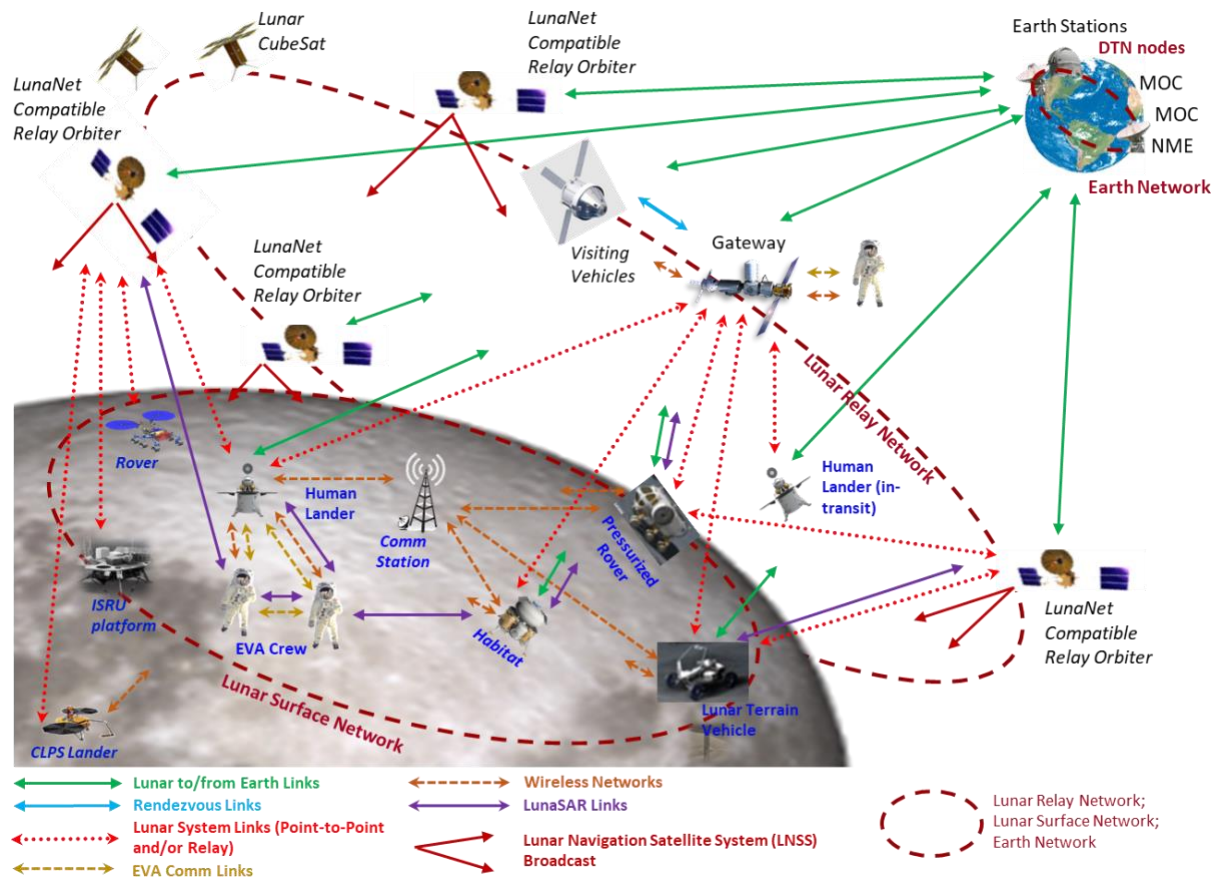 Lunar
CubeSat
LunaNet
Compatible
Relay Orbiter
Earth Stations
DTN nodes
MOC
MOC
NME
Earth Network
LunaNet
Compatible
Relay Orbiter
Visiting
Vehicles
Gateway
LunaNet
Compatible
Relay Orbiter
Lunar Relay Network
Rover
Human
Lander
Comm
Station
Pressurized
Rover
Human
Lander (in-
transit)
ISRU
platform
EVA Crew
Habitat
LunaNet
Compatible
Relay Orbiter
Lunar Surface Network
Lunar Terrain
Vehicle
CLPS Lander
Lunar to/from Earth Links
Rendezvous Links
Lunar System Links (Point-to-Point
and/or Relay)
EVA Comm Links
Wireless Networks
LunaSAR Links
Lunar Navigation Satellite System (LNSS)
Broadcast
Lunar Relay Network;
Lunar Surface Network;
Earth Network